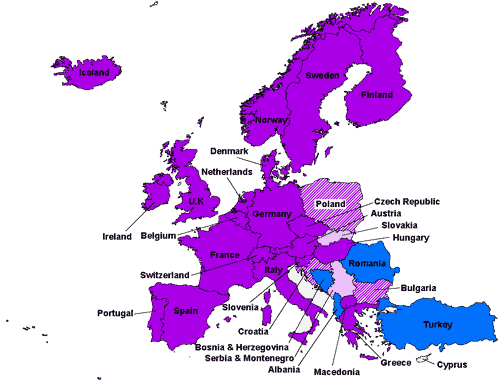 Iceland
Sweden
Finland
Norway
Denmark
Netherlands
Poland
U.K
Czech Republic
Germany
Austria
Slovakia
Ireland
Belgium
Hungary
France
Romania
Switzerland
Italy
Bulgaria
Portugal
Spain
Slovenia
Turkey
Croatia
Bosnia & Herzegovina
Serbia & Montenegro
Albania
Greece
Cyprus
Macedonia